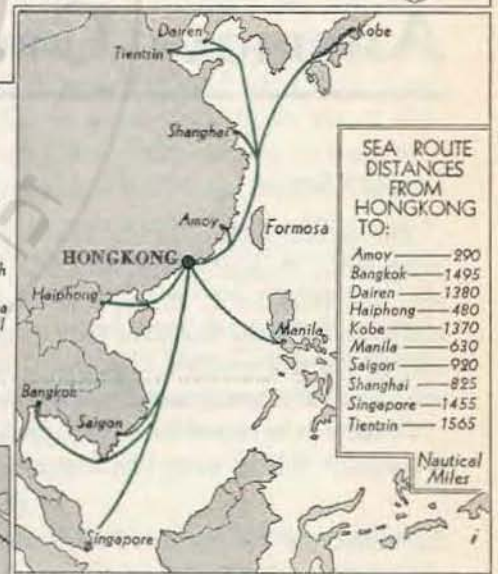 Dairen
Kobe
Tientsin
Shanghai
Amoy
Formosa
HONGKONG
Haiphong
Manila
Bangkok
Saigon
Singapore
SEA ROUTE
DISTANCES
FROM
HONGKONG
TO:
Amoy — 290
Bangkok — 1495
Dairen — 1380
Haiphong — 480
Kobe — 1370
Manila — 630
Saigon — 920
Shanghai — 825
Singapore — 1455
Tientsin — 1565
Nautical
Miles